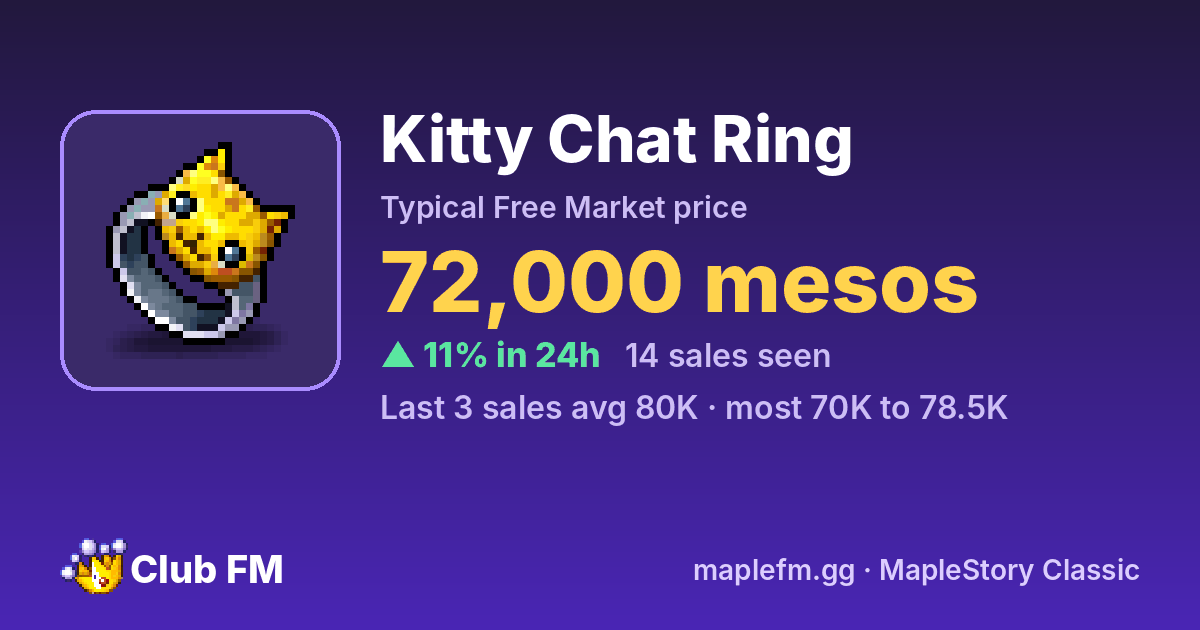 Kitty Chat Ring
Typical Free Market price
72,000 mesos
▲ 11% in 24h 14 sales seen
Last 3 sales avg 80K · most 70K to 78.5K
Club FM
maplefm.gg · MapleStory Classic